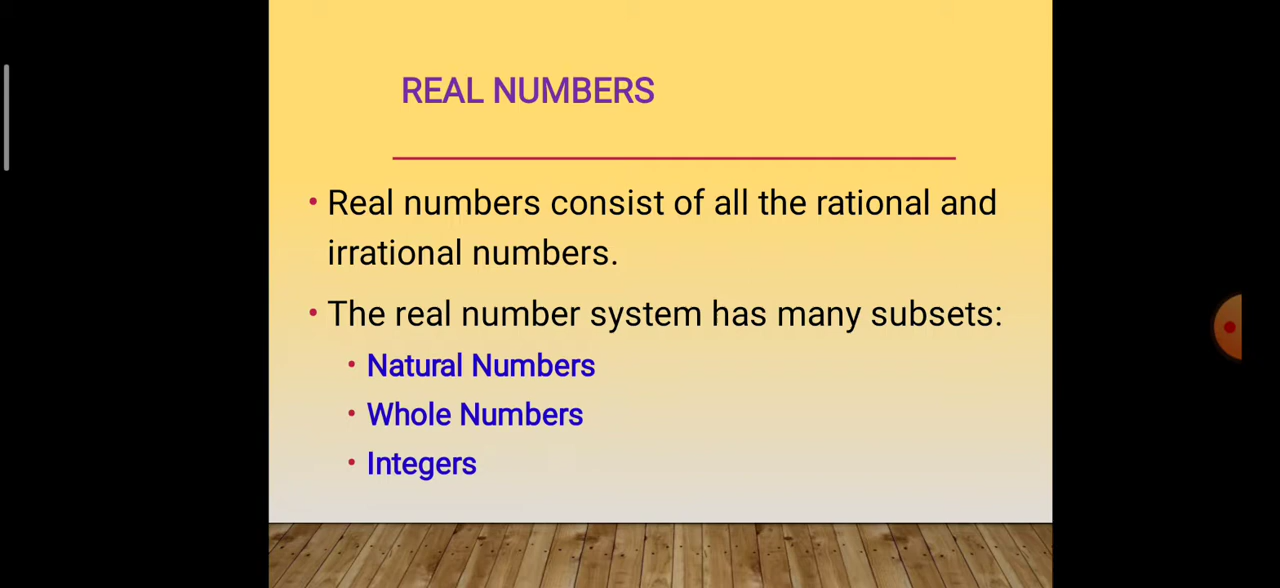 REAL NUMBERS
• Real numbers consist of all the rational and
irrational numbers.
• The real number system has many subsets:
• Natural Numbers
• Whole Numbers
• Integers